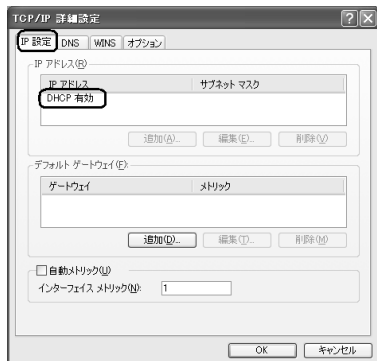 TCP/IP 詳細設定
IP 設定 DNS WINS オプション
IP アドレス(R)
IP アドレス サブネット マスク
DHCP 有効
追加(A)... 編集(E)... 削除(V)
デフォルト ゲートウェイ(F):
ゲートウェイ メトリック
追加(D)... 編集(T)... 削除(M)
自動メトリック(U)
インターフェイス メトリック(N): 1
OK キャンセル